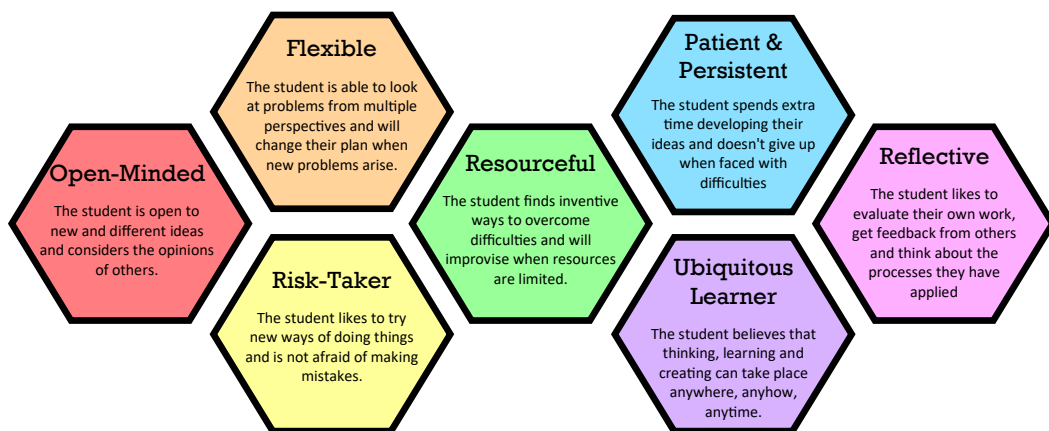 Open-Minded
The student is open to
new and different ideas
and considers the opinions
of others.
Flexible
The student is able to look
at problems from multiple
perspectives and will
change their plan when
new problems arise.
Risk-Taker
The student likes to try
new ways of doing things
and is not afraid of making
mistakes.
Resourceful
The student finds inventive
ways to overcome
difficulties and will
improvise when resources
are limited.
Patient &
Persistent
The student spends extra
time developing their
ideas and doesn't give up
when faced with
difficulties
Ubiquitous
Learner
The student believes that
thinking, learning and
creating can take place
anywhere, anyhow,
anytime.
Reflective
The student likes to
evaluate their own work,
get feedback from others
and think about the
processes they have
applied